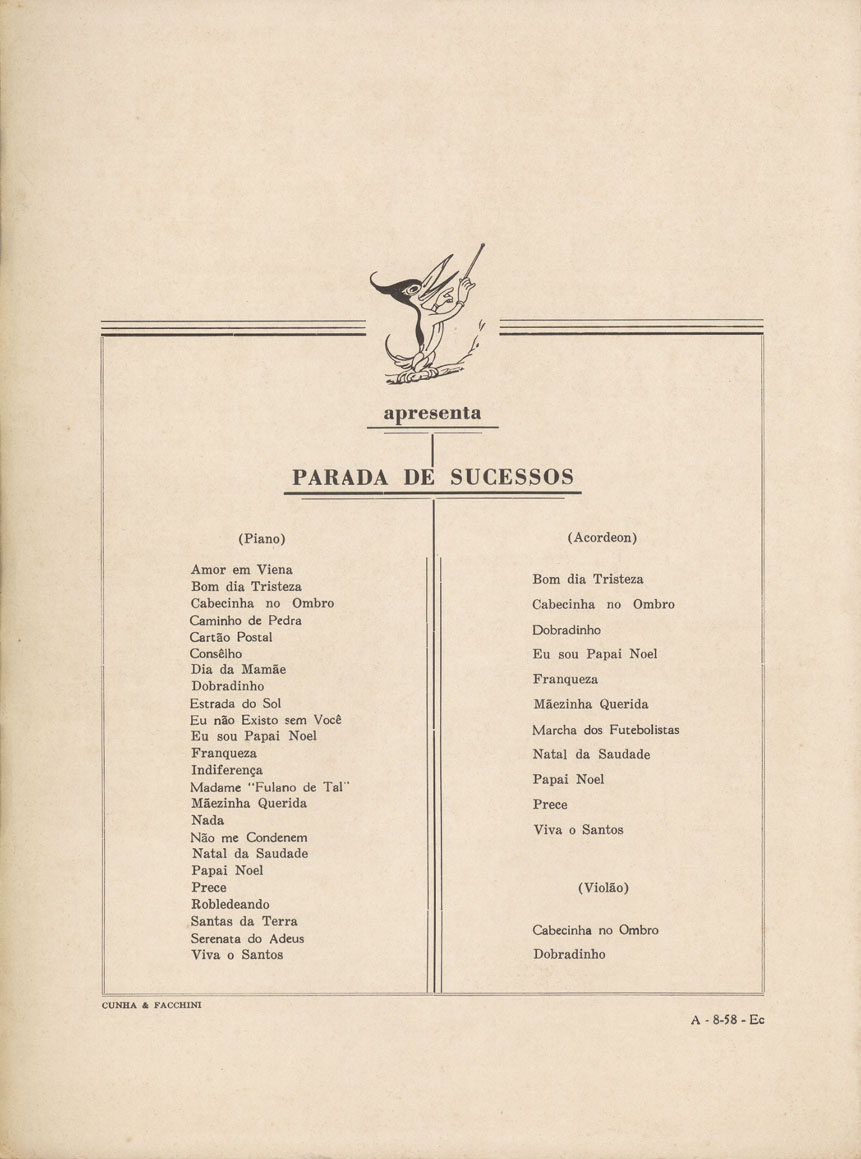 apresenta
PARADA DE SUCESSOS
(Piano)
Amor em Viena
Bom dia Tristeza
Cabecinha no Ombro
Caminho de Pedra
Cartão Postal
Consêlho
Dia da Mamãe
Dobradinho
Estrada do Sol
Eu não Existo sem Você
Eu sou Papai Noel
Franqueza
Indiferença
Madame "Fulano de Tal"
Mãezinha Querida
Nada
Não me Condenem
Natal da Saudade
Papai Noel
Prece
Robledeando
Santas da Terra
Serenata do Adeus
Viva o Santos
(Acordeon)
Bom dia Tristeza
Cabecinha no Ombro
Dobradinho
Eu sou Papai Noel
Franqueza
Mãezinha Querida
Marcha dos Futebolistas
Natal da Saudade
Papai Noel
Prece
Viva o Santos
(Violão)
Cabecinha no Ombro
Dobradinho
CUNHA & FACCHINI
A - 8-58 - Ec